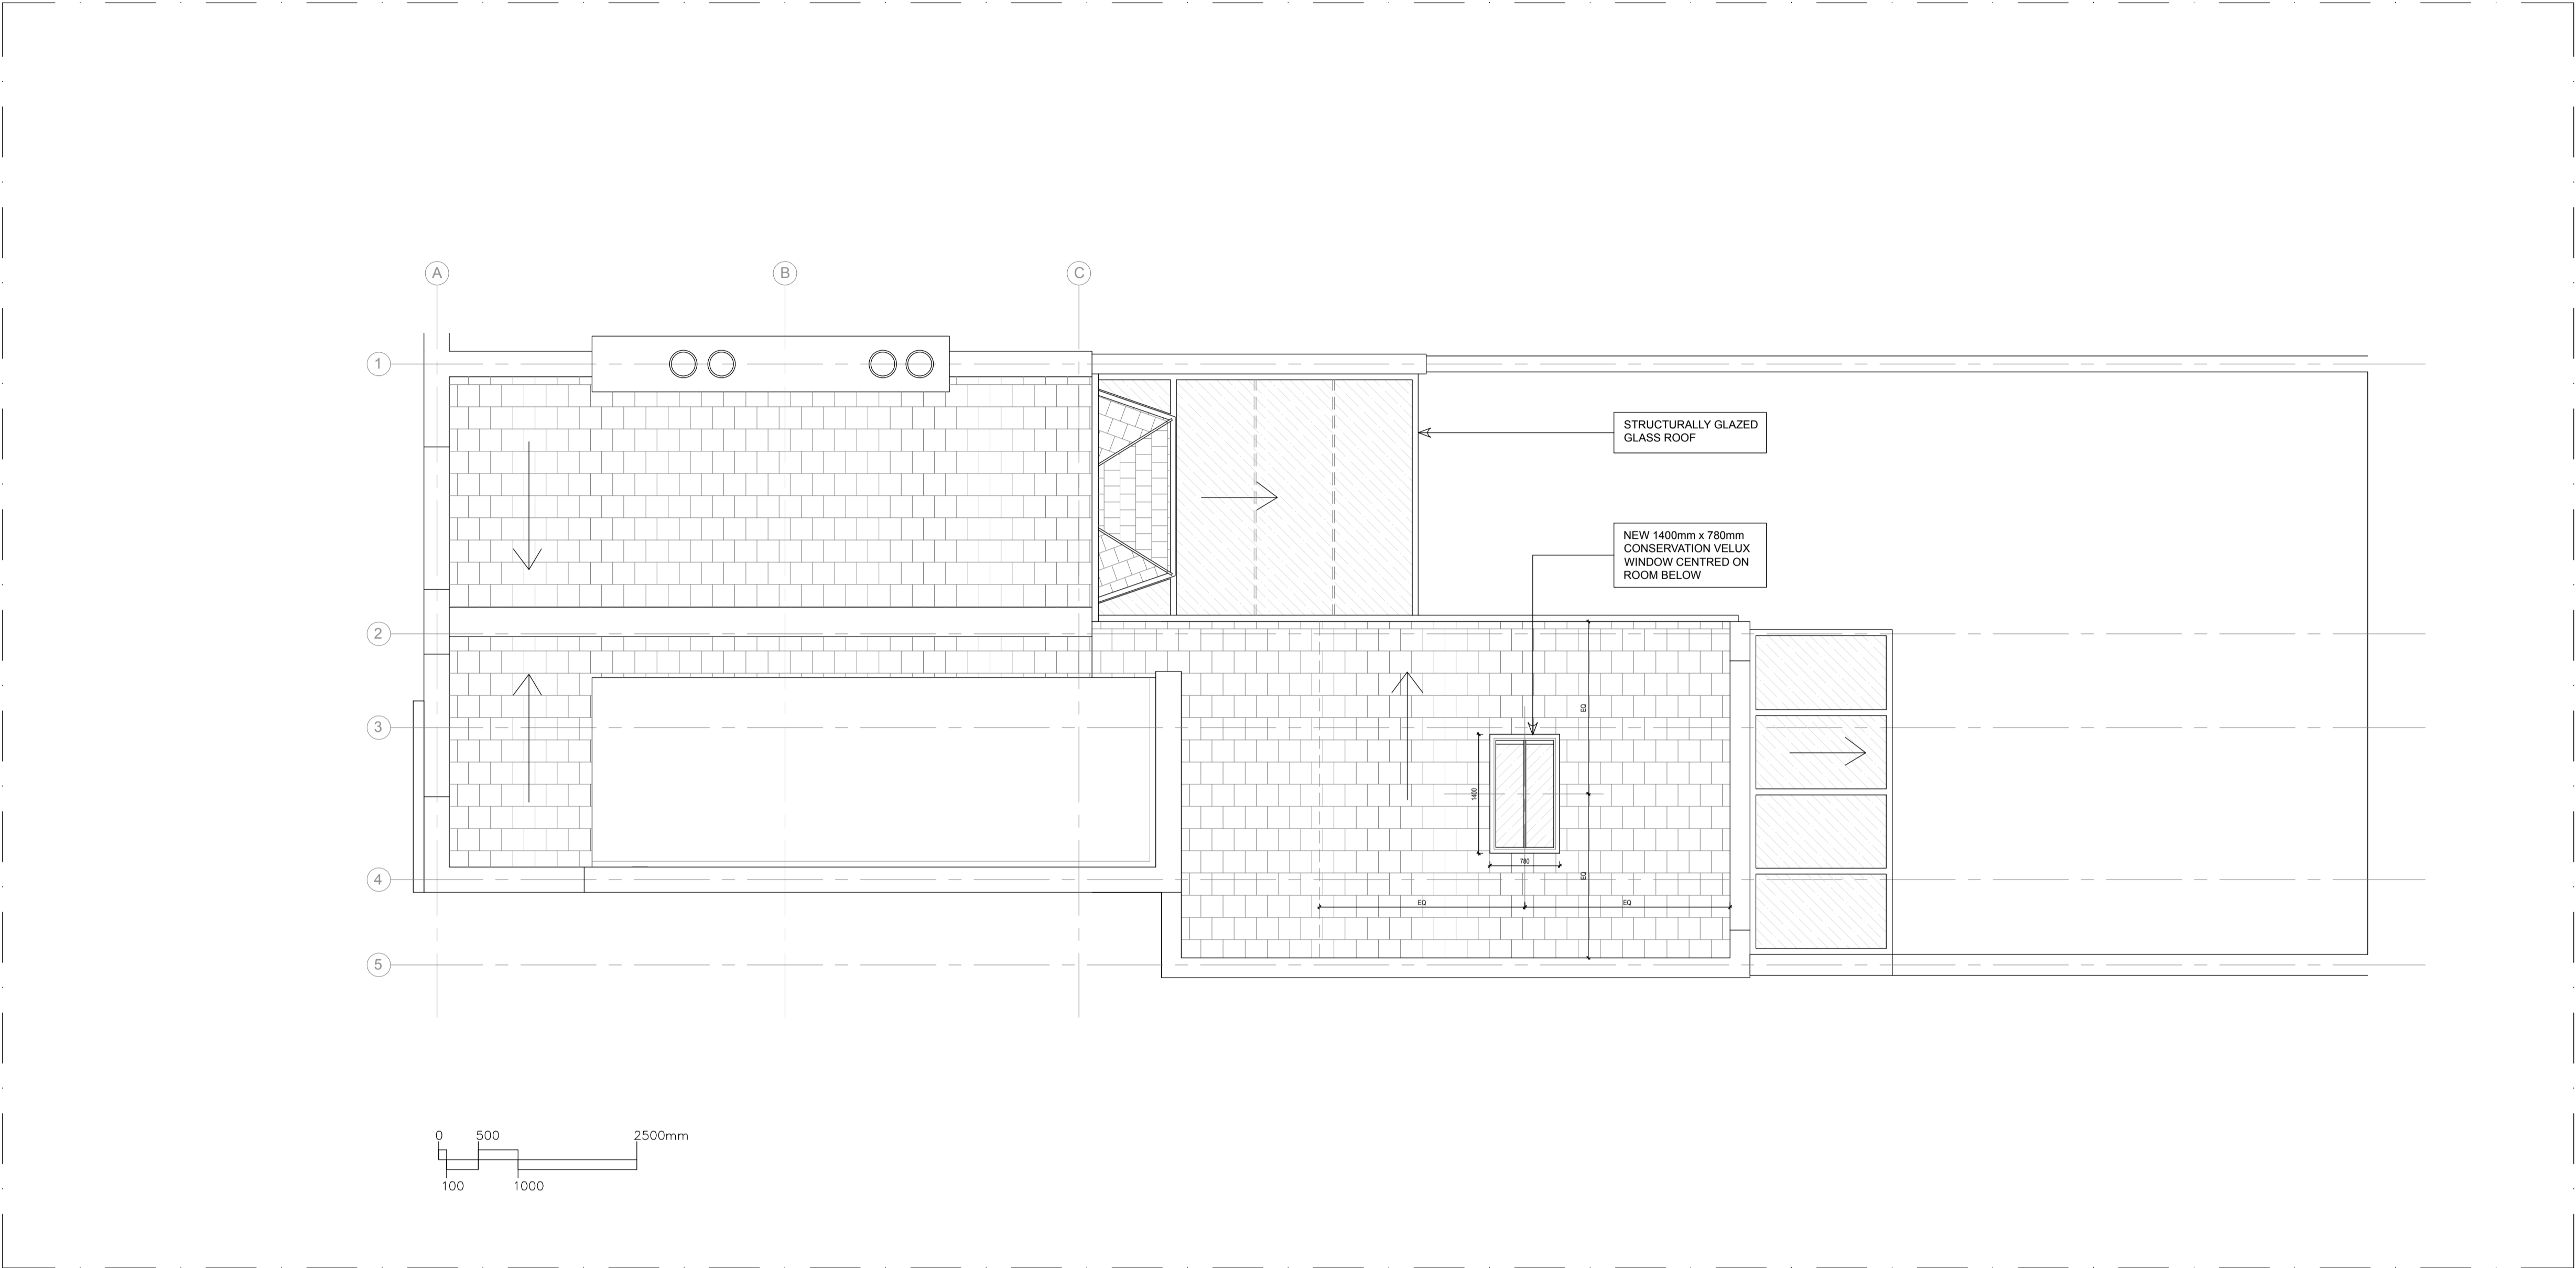 A
B
C
1
STRUCTURALLY GLAZED
GLASS ROOF
NEW 1400mm x 780mm
CONSERVATION VELUX
WINDOW CENTRED ON
ROOM BELOW
2
EQ
3
1400
780
EQ
4
EQ
EQ
5
0
500
2500mm
100
1000